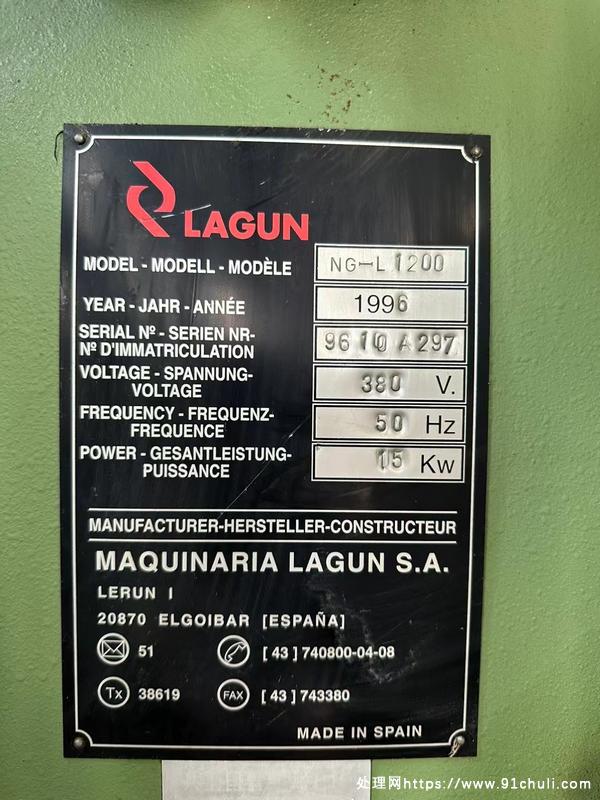 LAGUN
MODEL - MODELL - MODÈLE NG-L 1200
YEAR - JAHR - ANNÉE 1996
SERIAL Nº - SERIEN NR-
Nº D'IMMATRICULATION 96 10 A 297
VOLTAGE - SPANNUNG-
VOLTAGE 380 V.
FREQUENCY - FREQUENZ-
FREQUENCE 50 Hz
POWER - GESANTLEISTUNG-
PUISSANCE 15 Kw
MANUFACTURER-HERSTELLER-CONSTRUCTEUR
MAQUINARIA LAGUN S.A.
LERUN I
20870 ELGOIBAR [ESPAÑA]
51 [ 43 ] 740800-04-08
Tx 38619 FAX [ 43 ] 743380
MADE IN SPAIN
处理网https://www.91chuli.com